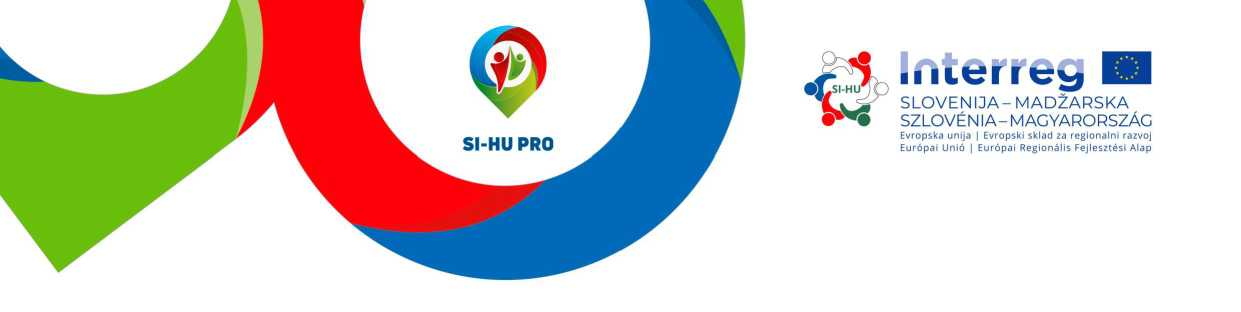 SI-HU PRO
SI-HU
Interreg
SLOVENIJA – MADŽARSKA
SZLOVÉNIA – MAGYARORSZÁG
Evropska unija | Evropski sklad za regionalni razvoj
Európai Unió | Európai Regionális Fejlesztési Alap